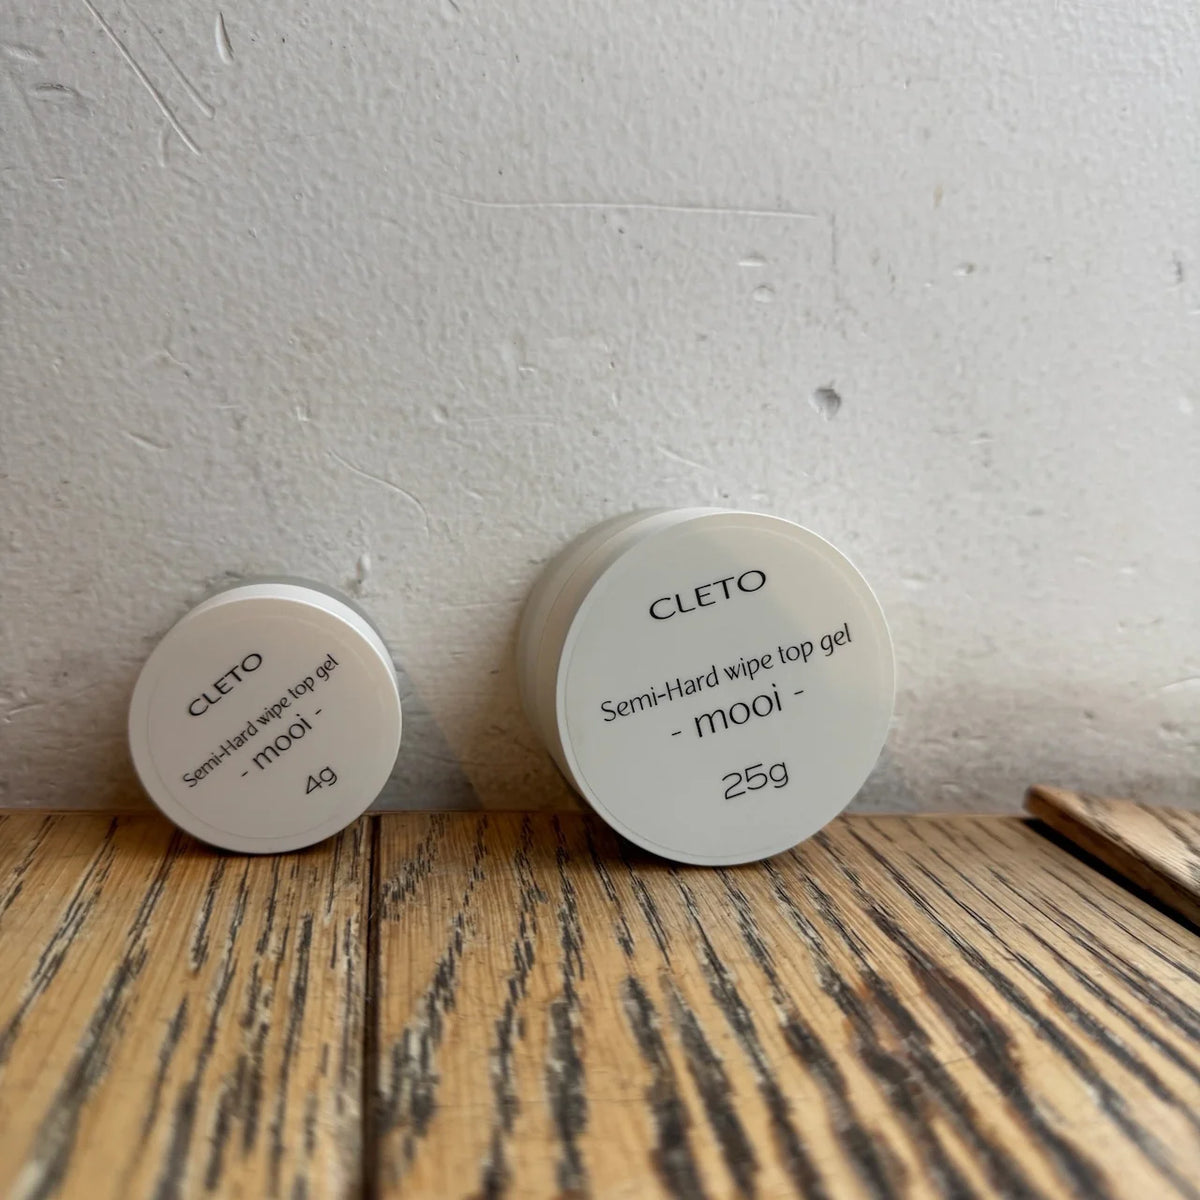 CLETO
Semi-Hard wipe top gel
- mooi -
4g
CLETO
Semi-Hard wipe top gel
- mooi -
25g